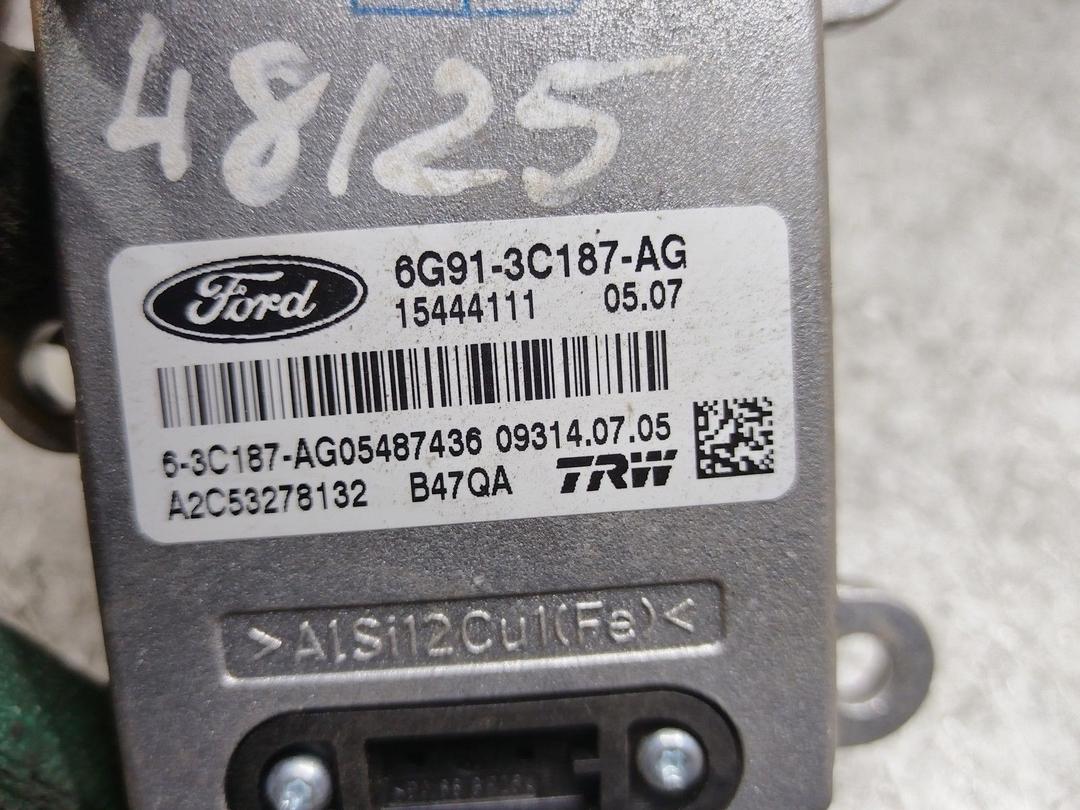 48125
Ford
6G91-3C187-AG
15444111 05.07
6-3C187-AG05487436 09314.07.05
A2C53278132 B47QA TRW
>AlSi12Cu1(Fe)<